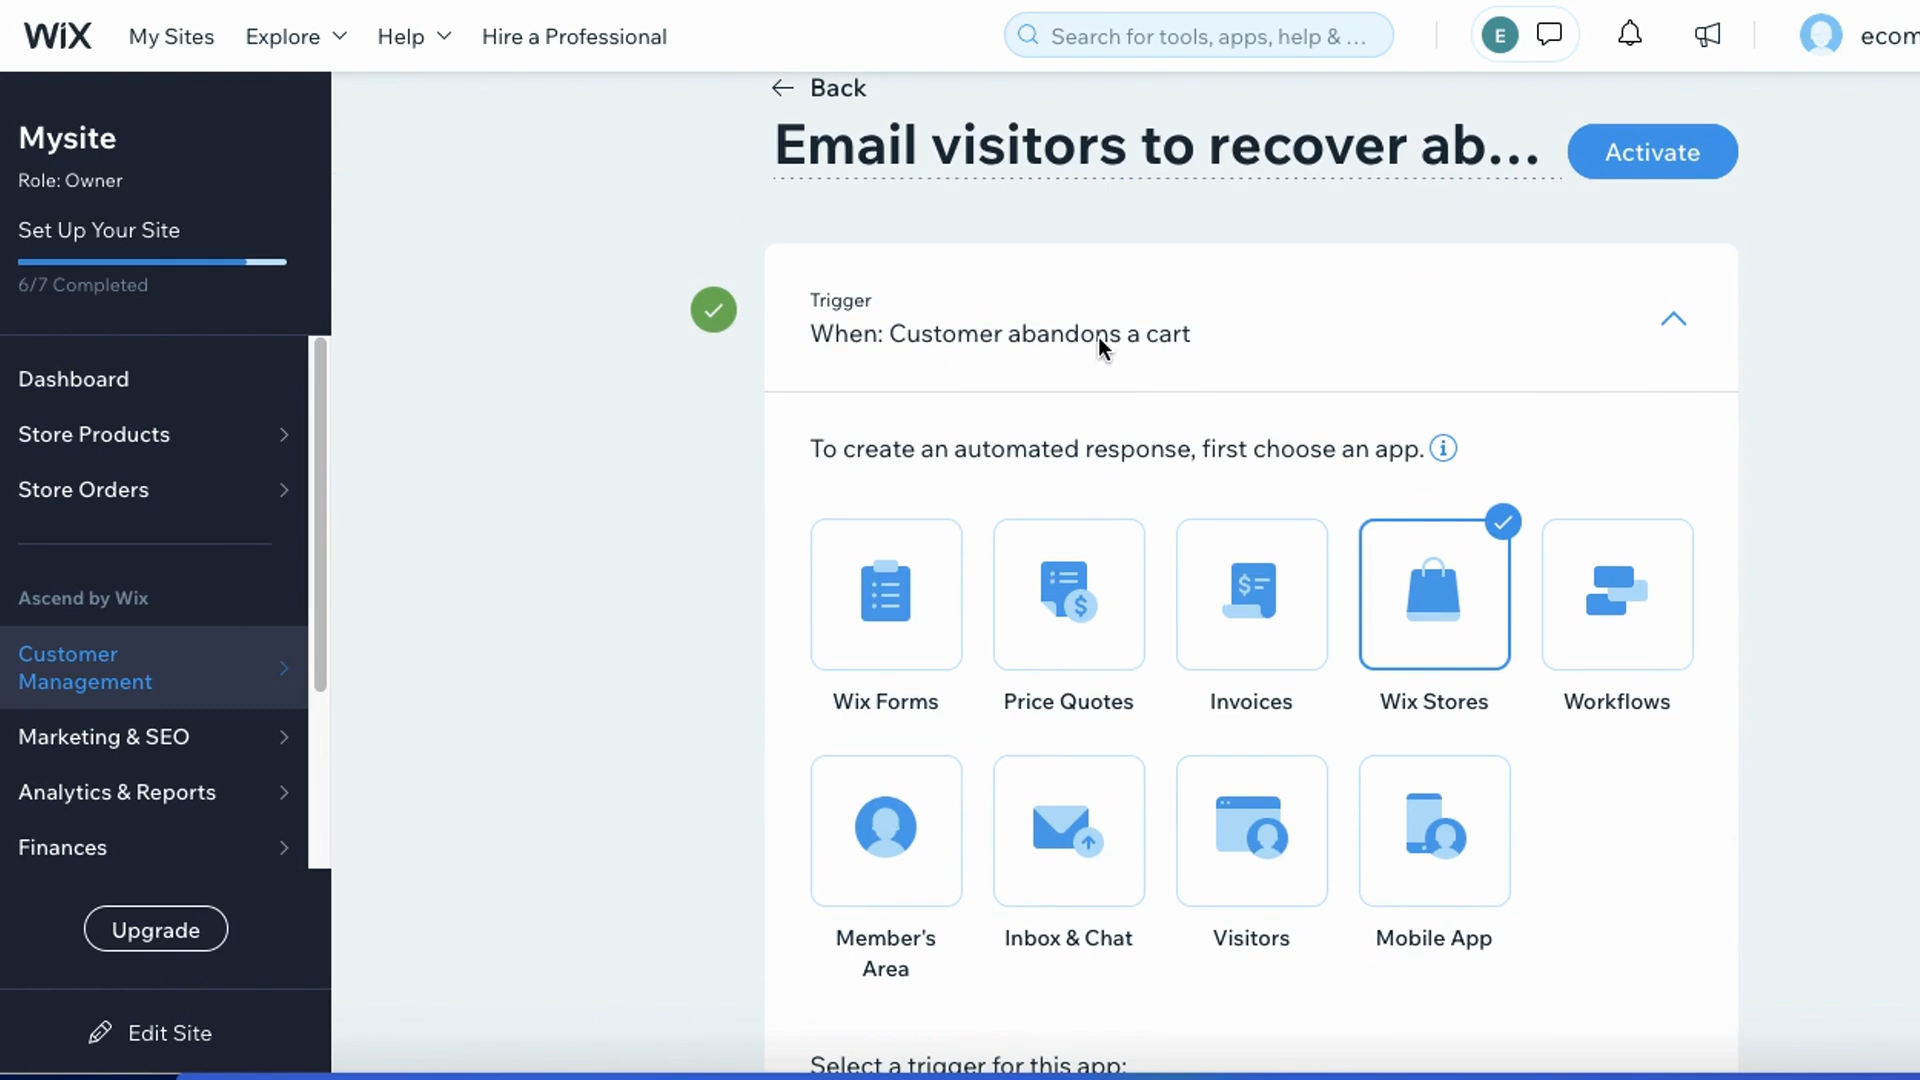 WiX My Sites Explore Help Hire a Professional Search for tools, apps, help & ... E ecom
Mysite
Role: Owner
Set Up Your Site
6/7 Completed
Dashboard
Store Products
Store Orders
Ascend by Wix
Customer
Management
Marketing & SEO
Analytics & Reports
Finances
Upgrade
Edit Site
Back
Email visitors to recover ab...
Activate
Trigger
When: Customer abandons a cart
To create an automated response, first choose an app.
Wix Forms Price Quotes Invoices Wix Stores Workflows
Member's
Area
Inbox & Chat Visitors Mobile App
Select a trigger for this app: